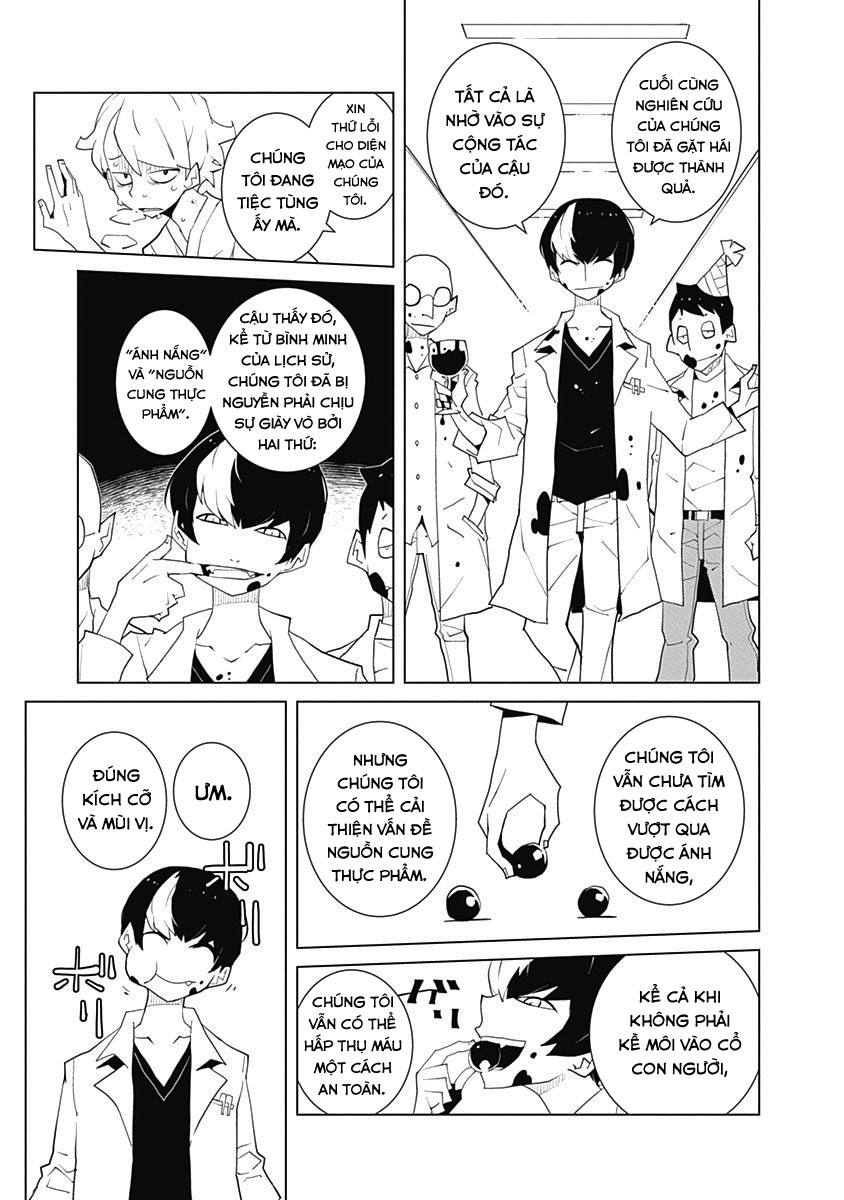 CUỐI CÙNG
NGHIÊN CỨU
CỦA CHÚNG
TÔI ĐÃ GẶT HÁI
ĐƯỢC THÀNH
QUẢ.
TẤT CẢ LÀ
NHỜ VÀO SỰ
CỘNG TÁC
CỦA CẬU
ĐÓ.
XIN
THỨ LỖI
CHO DIỆN
MẠO CỦA
CHÚNG
TÔI.
CHÚNG
TÔI ĐANG
TIỆC TÙNG
ẤY MÀ.
CẬU THẤY ĐÓ,
KỂ TỪ BÌNH MINH
CỦA LỊCH SỬ,
CHÚNG TÔI ĐÃ BỊ
NGUYỀN PHẢI CHỊU
SỰ GIÀY VÒ BỞI
HAI THỨ:
"ÁNH NẮNG"
VÀ "NGUỒN
CUNG THỰC
PHẨM".
CHÚNG TÔI
VẪN CHƯA TÌM
ĐƯỢC CÁCH
VƯỢT QUA
ĐƯỢC ÁNH
NẮNG,
NHƯNG
CHÚNG TÔI
CÓ THỂ CẢI
THIỆN VẤN ĐỀ
NGUỒN CUNG
THỰC PHẨM.
KỂ CẢ KHI
KHÔNG PHẢI
KỀ MÔI VÀO CỔ
CON NGƯỜI,
ガリ
CHÚNG TÔI
VẪN CÓ THỂ
HẤP THỤ MÁU
MỘT CÁCH
AN TOÀN.
ƯM.
ĐÚNG
KÍCH CỠ
VÀ MÙI VỊ.
ボリ
ボリ